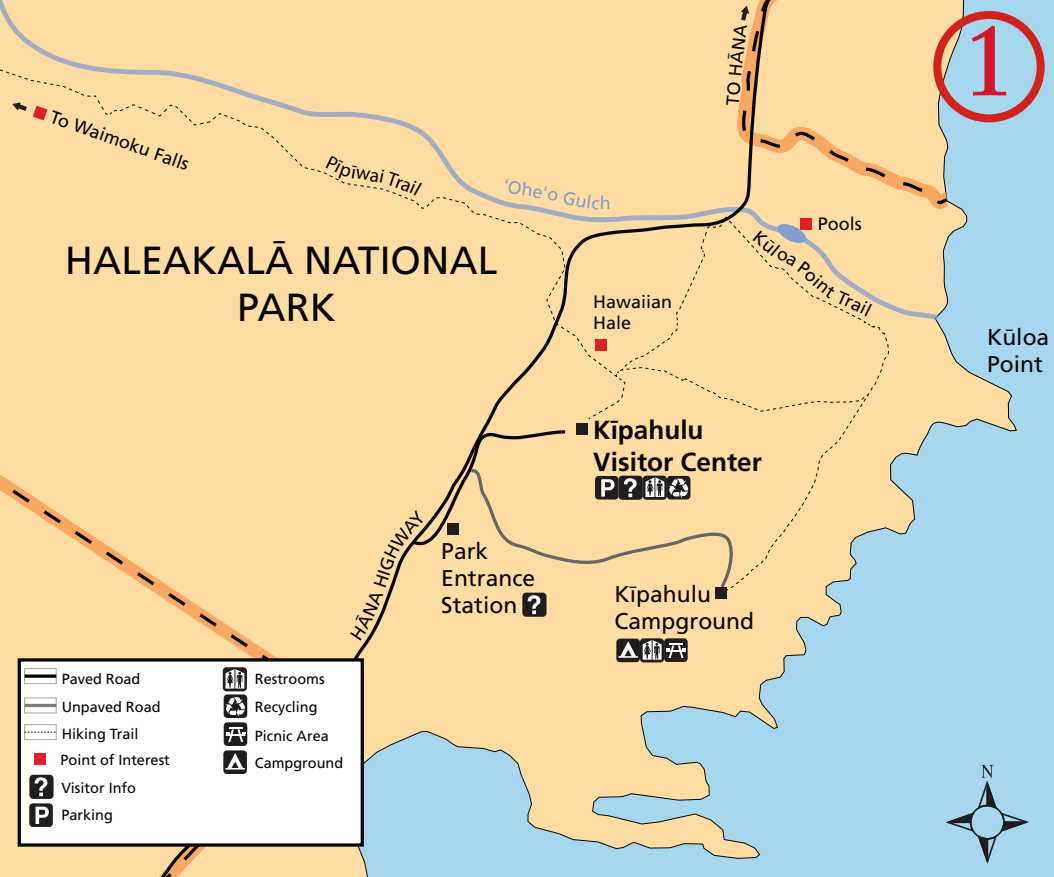 1
TO HĀNA
To Waimoku Falls
Pīpīwai Trail
ʻOheʻo Gulch
Pools
Kūloa Point Trail
HALEAKALĀ NATIONAL
PARK
Hawaiian
Hale
Kūloa
Point
Kīpahulu
Visitor Center
P ?
HĀNA HIGHWAY
Park
Entrance
Station ?
Kīpahulu
Campground
Paved Road
Unpaved Road
Hiking Trail
Point of Interest
? Visitor Info
P Parking
Restrooms
Recycling
Picnic Area
Campground
N